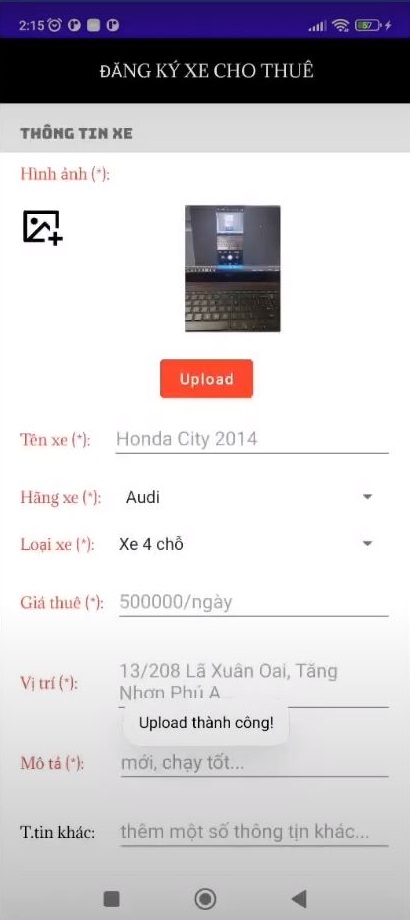 2:15
57
ĐĂNG KÝ XE CHO THUÊ
THÔNG TIN XE
Hình ảnh (*):
Upload
Tên xe (*): Honda City 2014
Hãng xe (*): Audi
Loại xe (*): Xe 4 chỗ
Giá thuê (*): 500000/ngày
Vị trí (*): 13/208 Lã Xuân Oai, Tăng
Nhơn Phú A
Upload thành công!
Mô tả (*): mới, chạy tốt...
T.tin khác: thêm một số thông tịn khác...